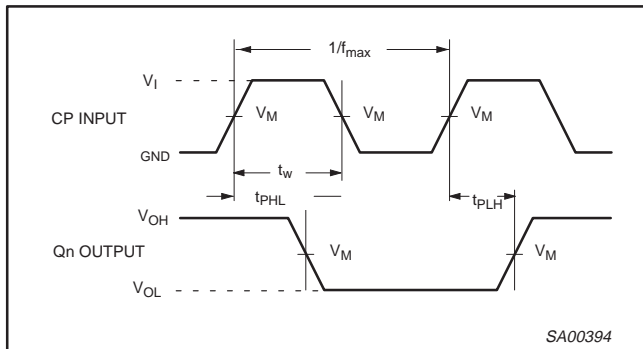 1/fmax
VI
CP INPUT
VM VM VM
GND
tw
tPHL tPLH
VOH
Qn OUTPUT
VM VM
VOL
SA00394